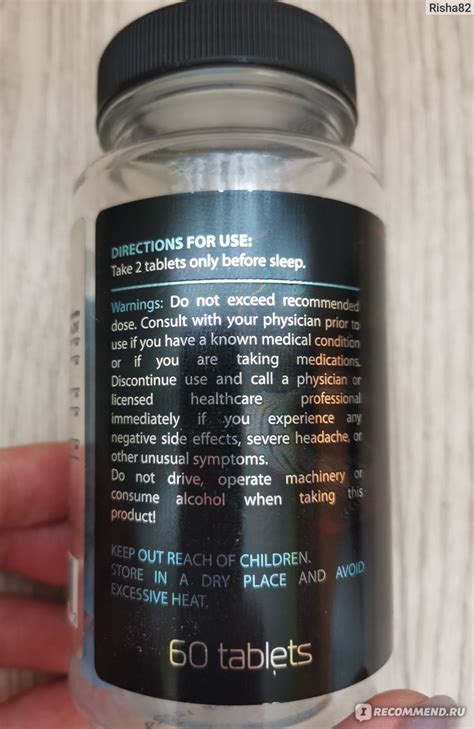 Risha82
DIRECTIONS FOR USE:
Take 2 tablets only before sleep.
Warnings: Do not exceed recommended
dose. Consult with your physician prior to
use if you have a known medical condition
or if you are taking medications.
Discontinue use and call a physician or
licensed healthcare professional
immediately if you experience any
negative side effects, severe headache, or
other unusual symptoms.
Do not drive, operate machinery or
consume alcohol when taking this
product!
KEEP OUT REACH OF CHILDREN.
STORE IN A DRY PLACE AND AVOID
EXCESSIVE HEAT.
60 tablets
I RECOMMEND.RU